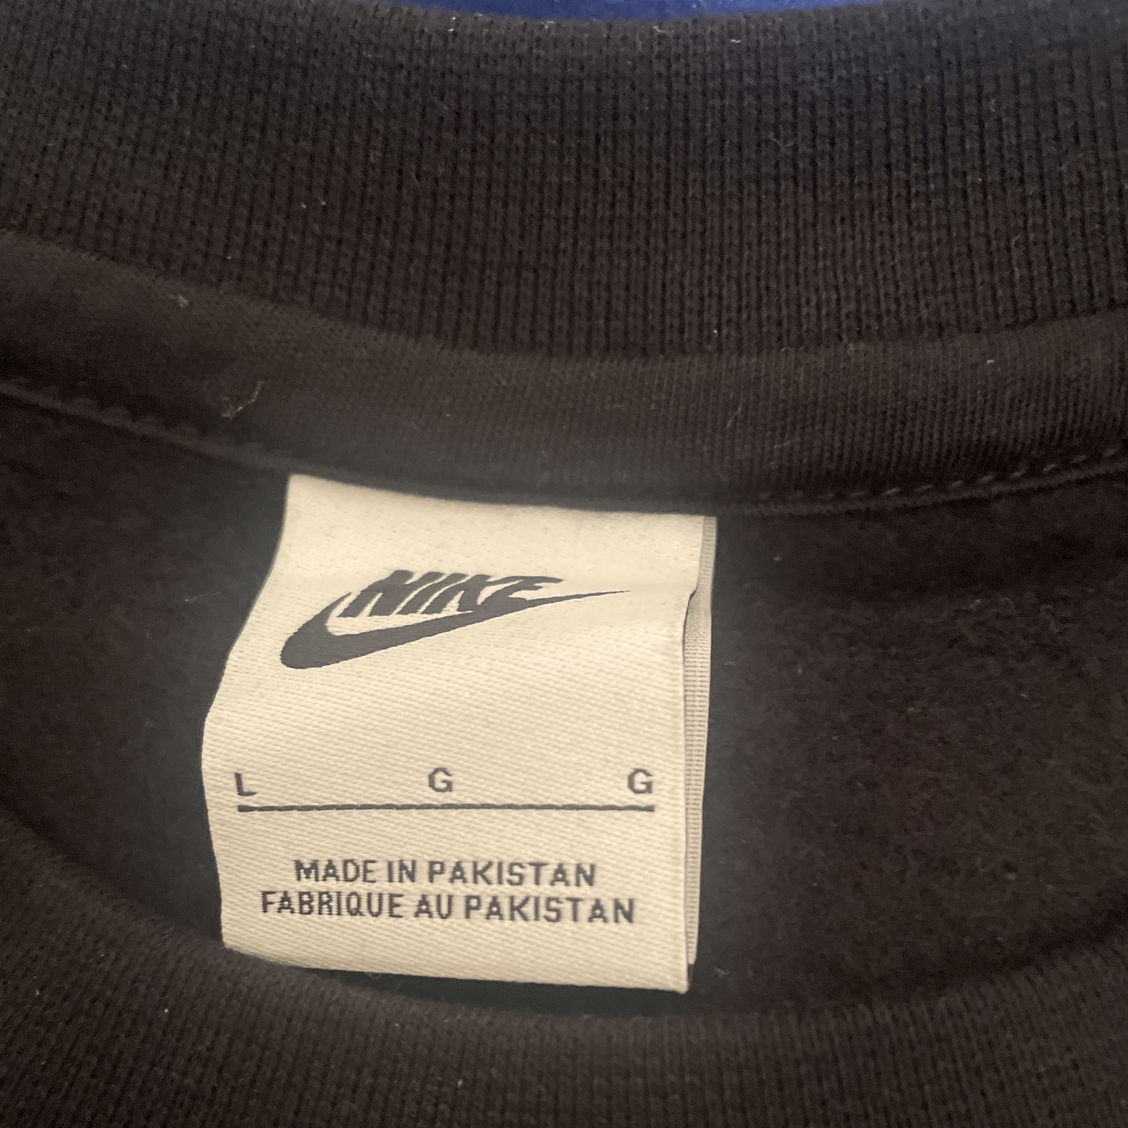 NIKE
L G G
MADE IN PAKISTAN
FABRIQUE AU PAKISTAN